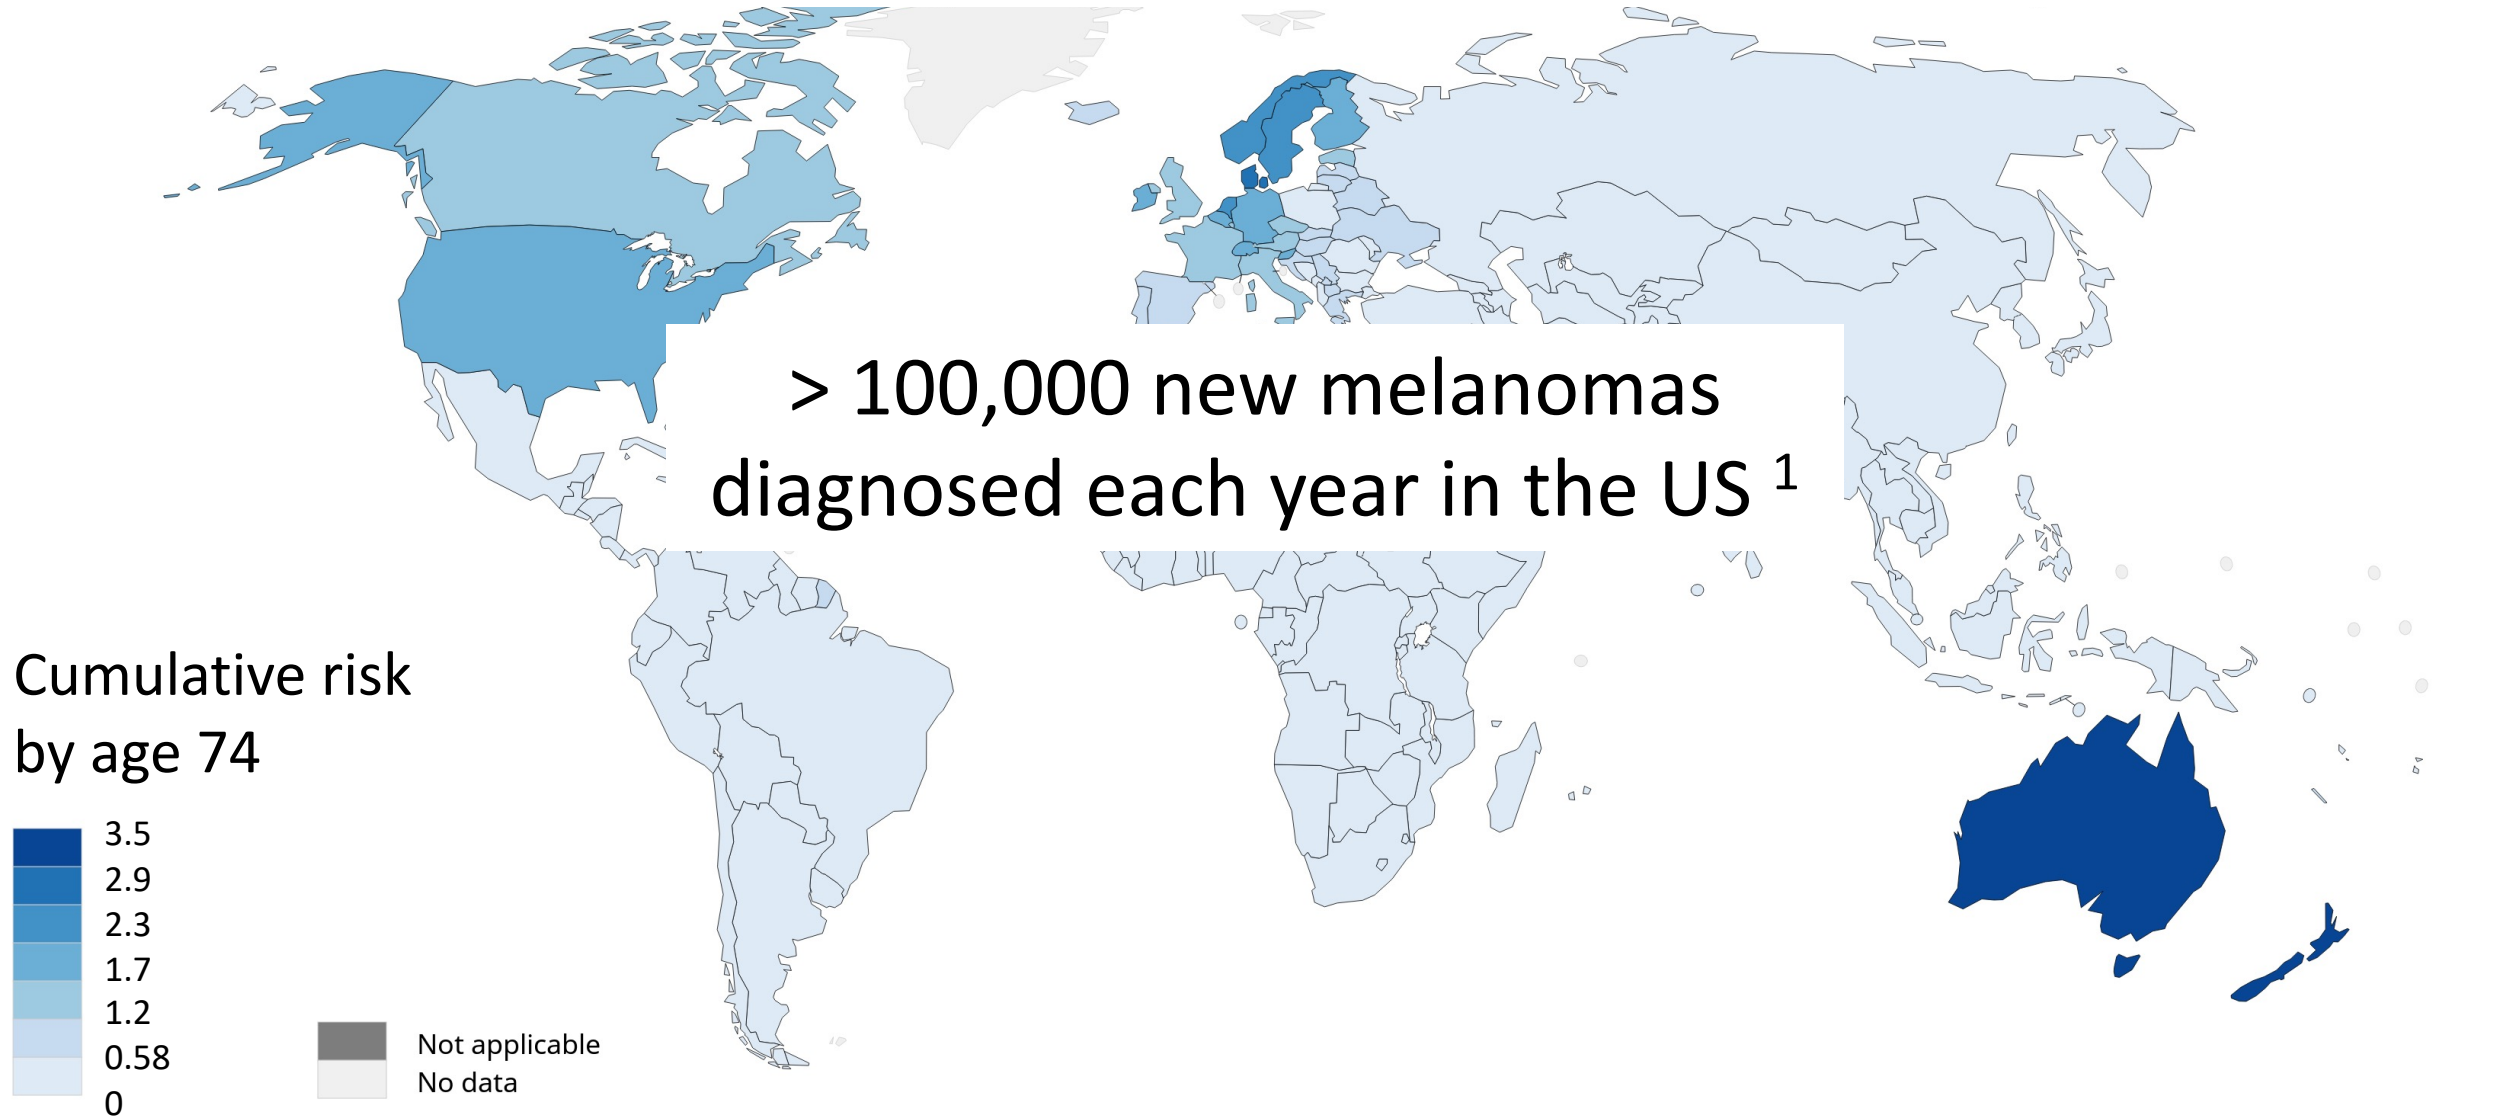 > 100,000 new melanomas
diagnosed each year in the US ¹
Cumulative risk
by age 74
3.5
2.9
2.3
1.7
1.2
0.58
0
Not applicable
No data